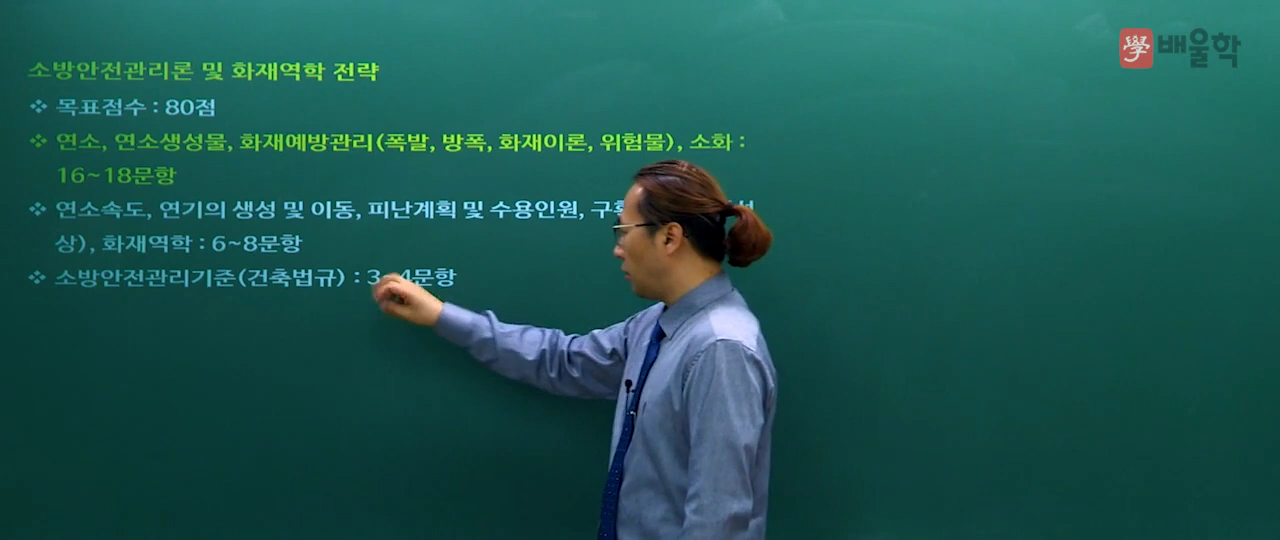 學 배울학
소방안전관리론 및 화재역학 전략
❖ 목표점수 : 80점
❖ 연소, 연소생성물, 화재예방관리(폭발, 방폭, 화재이론, 위험물), 소화 :
16~18문항
❖ 연소속도, 연기의 생성 및 이동, 피난계획 및 수용인원,
상), 화재역학 : 6~8문항
❖ 소방안전관리기준(건축법규) : 3~4문항